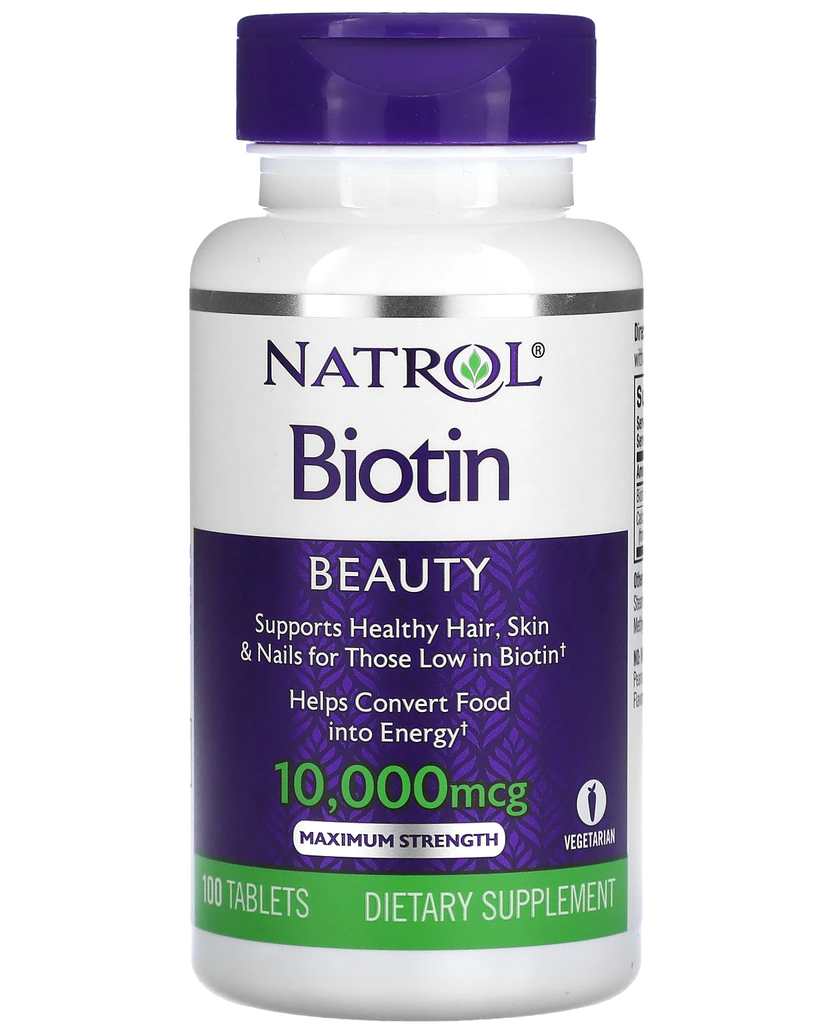 NATROL®
Biotin
BEAUTY
Supports Healthy Hair, Skin
& Nails for Those Low in Biotin†
Helps Convert Food
into Energy†
10,000mcg
MAXIMUM STRENGTH
VEGETARIAN
100 TABLETS
DIETARY SUPPLEMENT